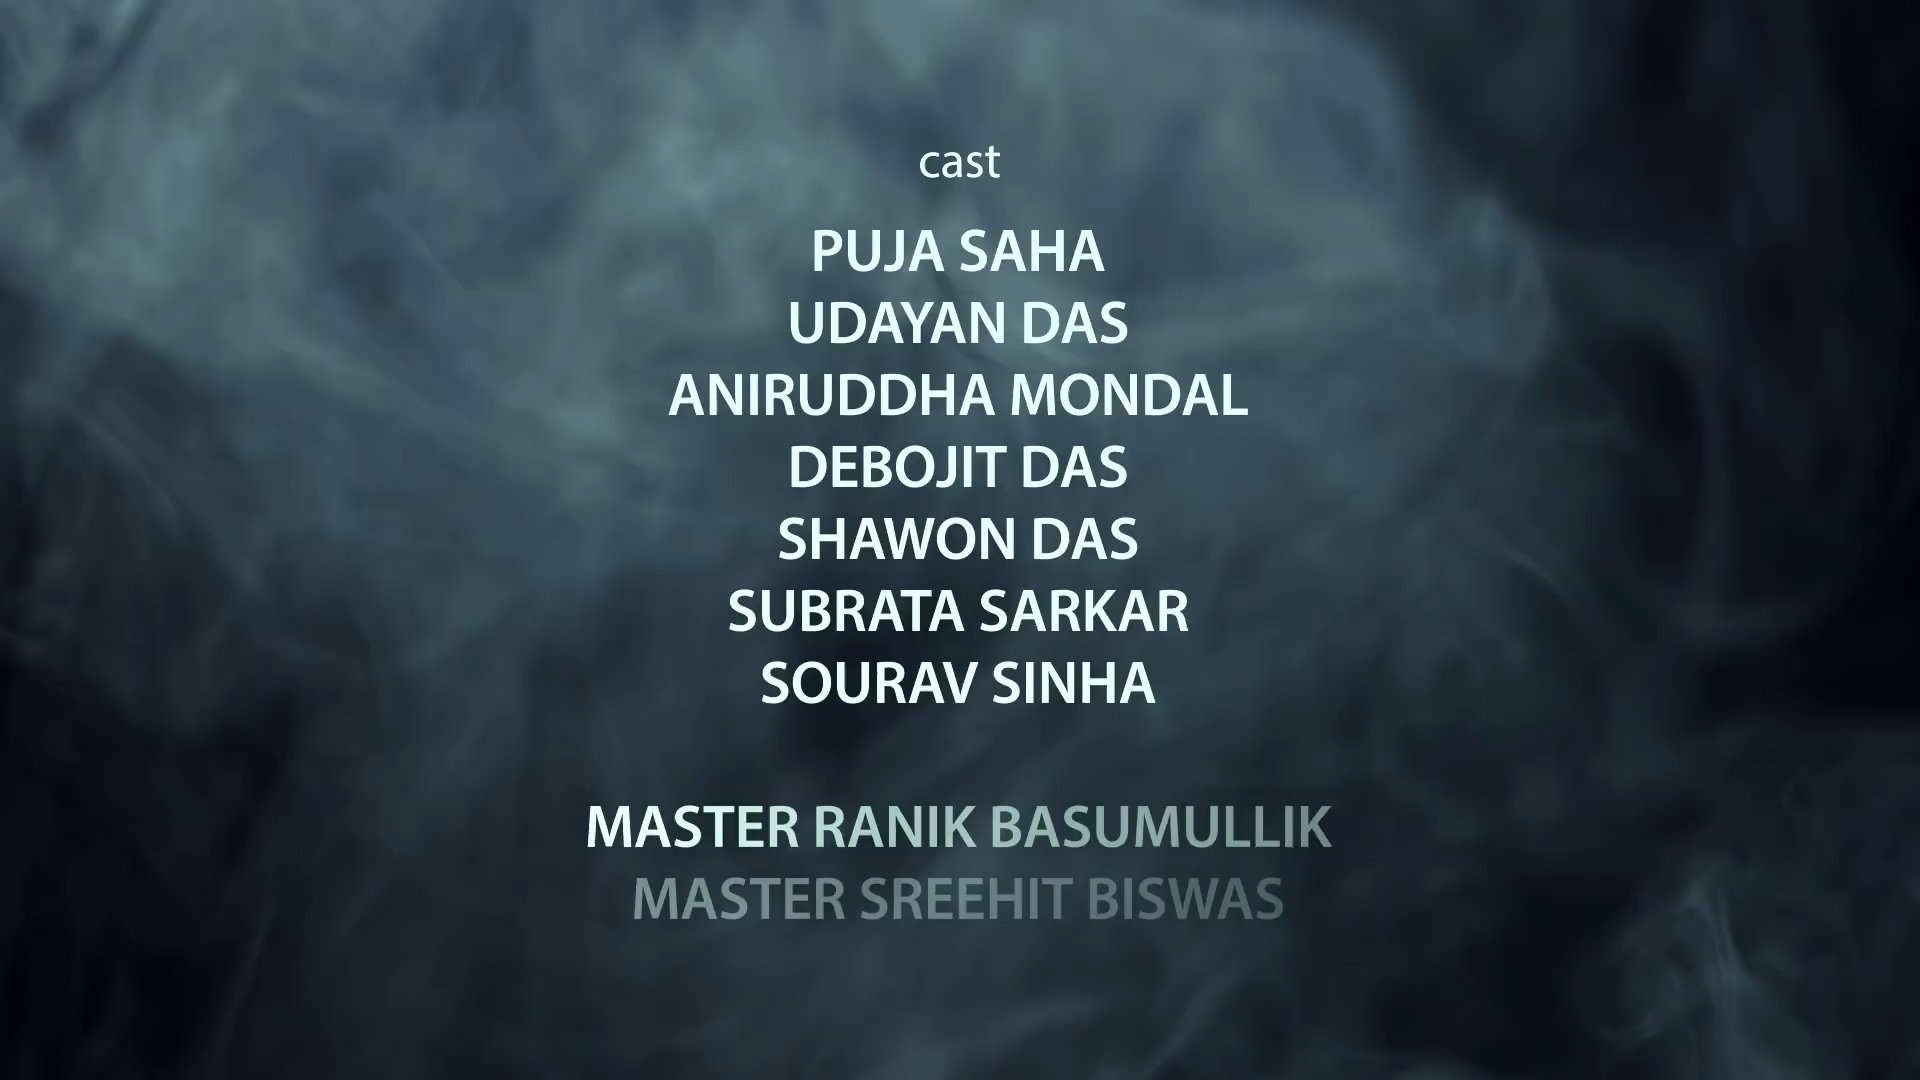 cast
PUJA SAHA
UDAYAN DAS
ANIRUDDHA MONDAL
DEBOJIT DAS
SHAWON DAS
SUBRATA SARKAR
SOURAV SINHA
MASTER RANIK BASUMULLIK
MASTER SREEHIT BISWAS